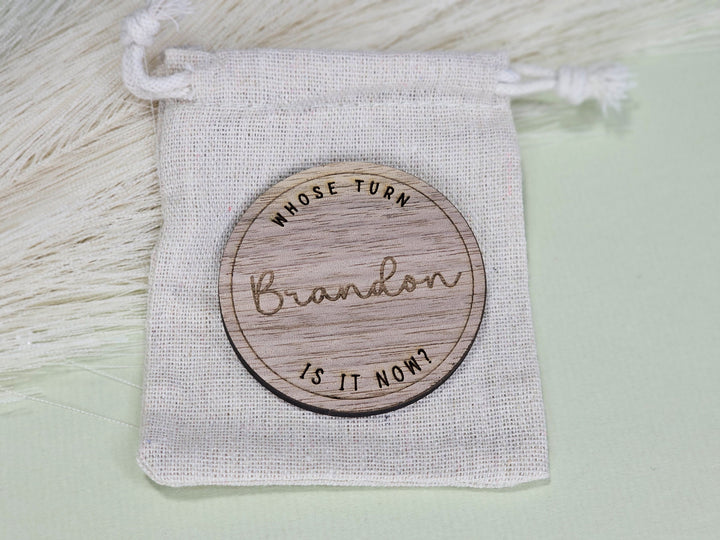 WHOSE TURN
Brandon
IS IT NOW?